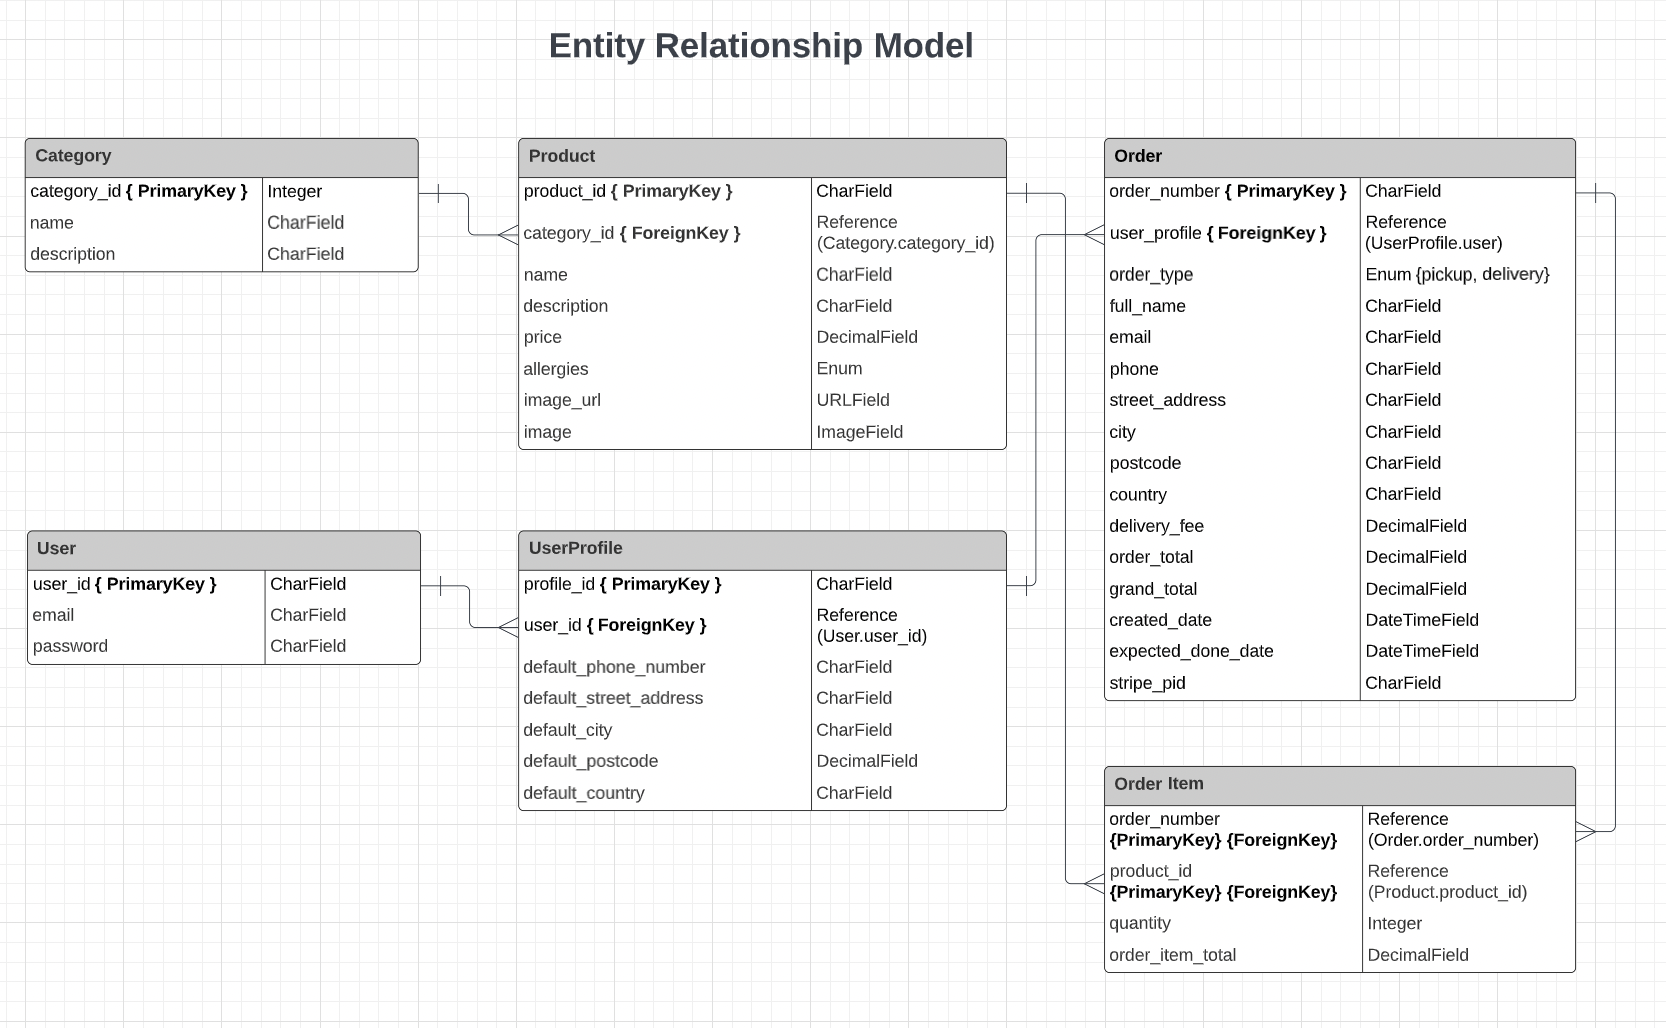 Entity Relationship Model
Category
category_id { PrimaryKey } Integer
name CharField
description CharField
Product
product_id { PrimaryKey } CharField
category_id { ForeignKey } Reference
(Category.category_id)
name CharField
description CharField
price DecimalField
allergies Enum
image_url URLField
image ImageField
Order
order_number { PrimaryKey } CharField
user_profile { ForeignKey } Reference
(UserProfile.user)
order_type Enum {pickup, delivery}
full_name CharField
email CharField
phone CharField
street_address CharField
city CharField
postcode CharField
country CharField
delivery_fee DecimalField
order_total DecimalField
grand_total DecimalField
created_date DateTimeField
expected_done_date DateTimeField
stripe_pid CharField
User
user_id { PrimaryKey } CharField
email CharField
password CharField
UserProfile
profile_id { PrimaryKey } CharField
user_id { ForeignKey } Reference
(User.user_id)
default_phone_number CharField
default_street_address CharField
default_city CharField
default_postcode DecimalField
default_country CharField
Order Item
order_number Reference
{PrimaryKey} {ForeignKey} (Order.order_number)
product_id Reference
{PrimaryKey} {ForeignKey} (Product.product_id)
quantity Integer
order_item_total DecimalField